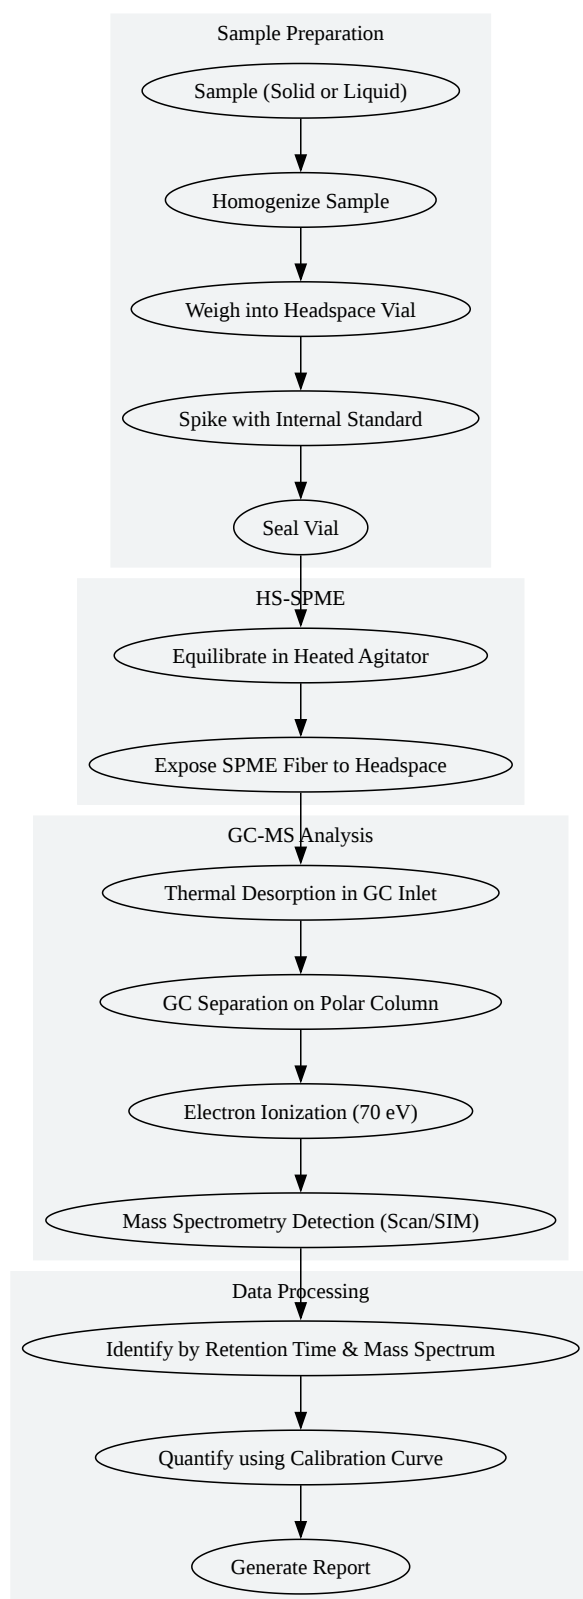 Sample Preparation
Sample (Solid or Liquid)
Homogenize Sample
Weigh into Headspace Vial
Spike with Internal Standard
Seal Vial
HS-SPME
Equilibrate in Heated Agitator
Expose SPME Fiber to Headspace
GC-MS Analysis
Thermal Desorption in GC Inlet
GC Separation on Polar Column
Electron Ionization (70 eV)
Mass Spectrometry Detection (Scan/SIM)
Data Processing
Identify by Retention Time & Mass Spectrum
Quantify using Calibration Curve
Generate Report